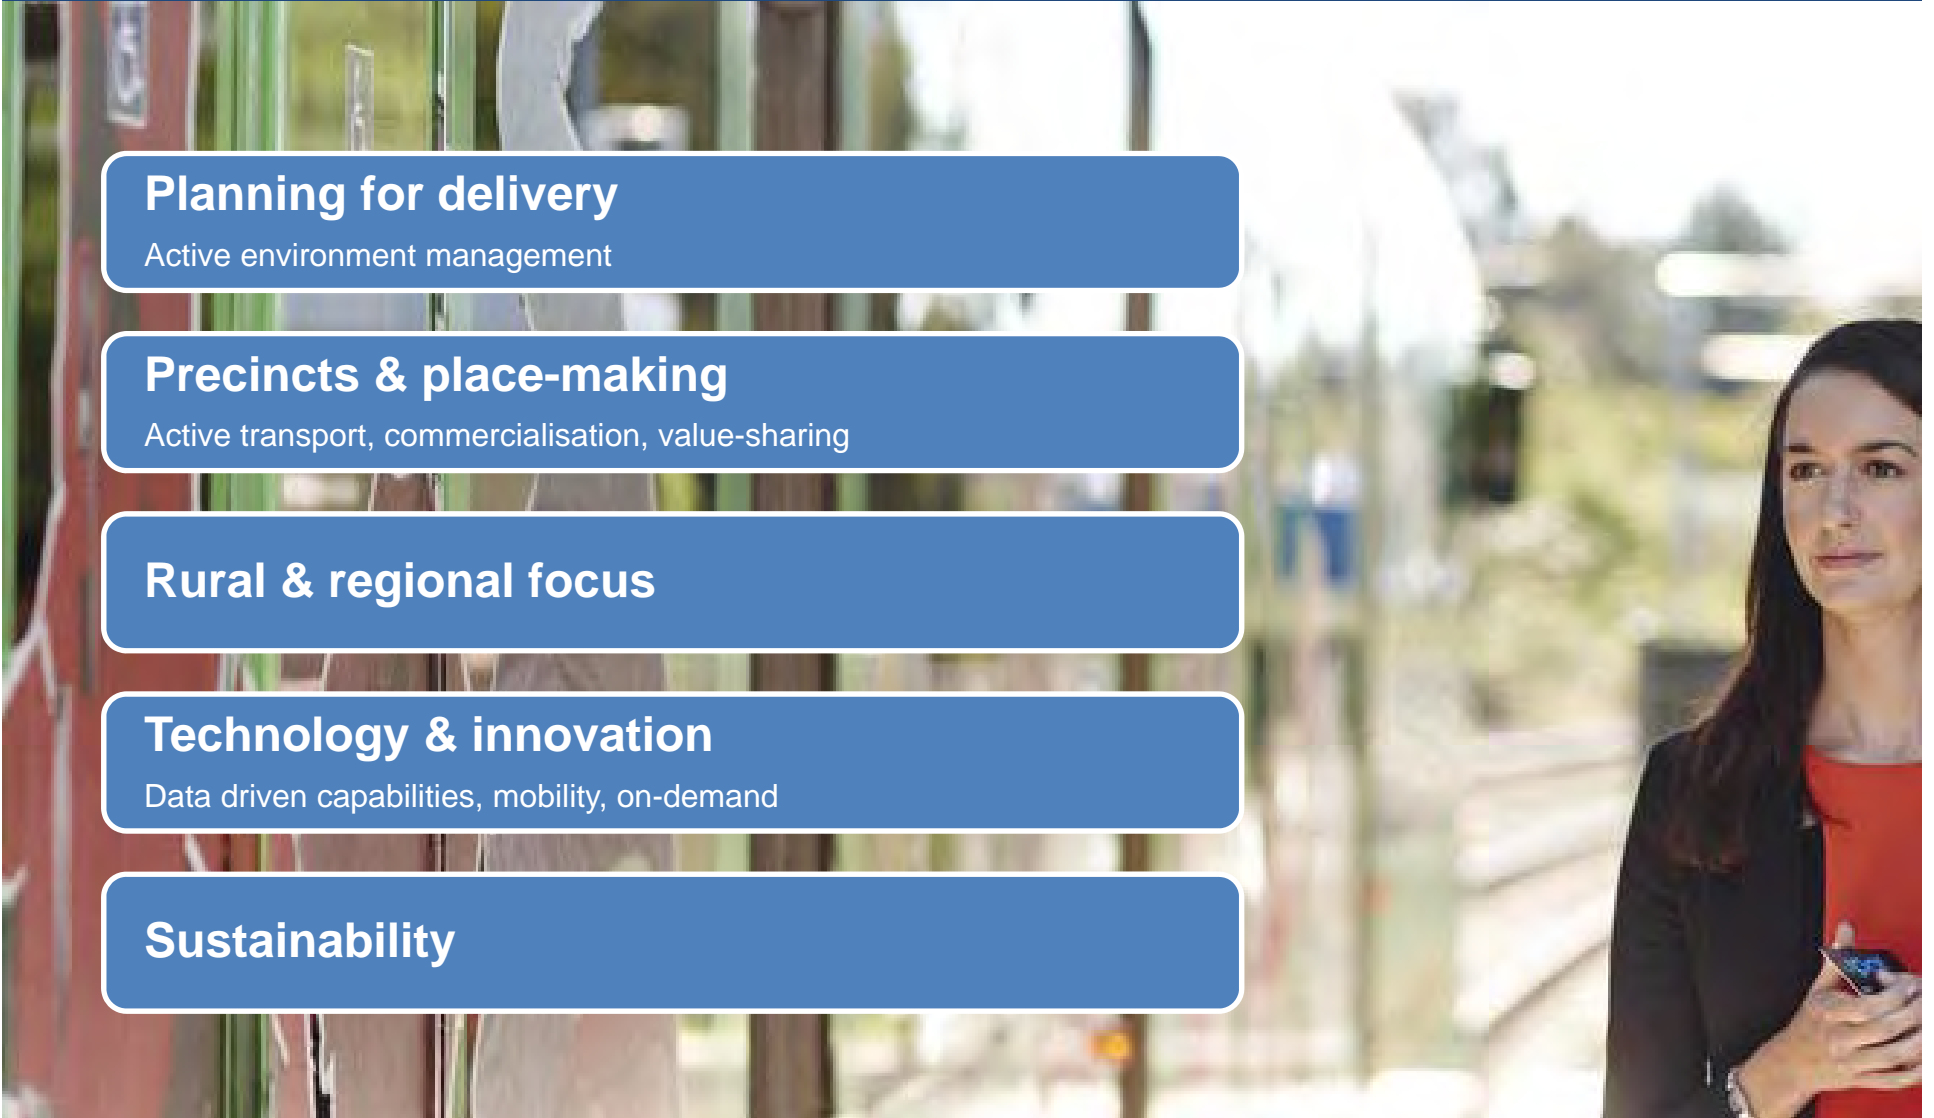 Planning for delivery
Active environment management
Precincts & place-making
Active transport, commercialisation, value-sharing
Rural & regional focus
Technology & innovation
Data driven capabilities, mobility, on-demand
Sustainability